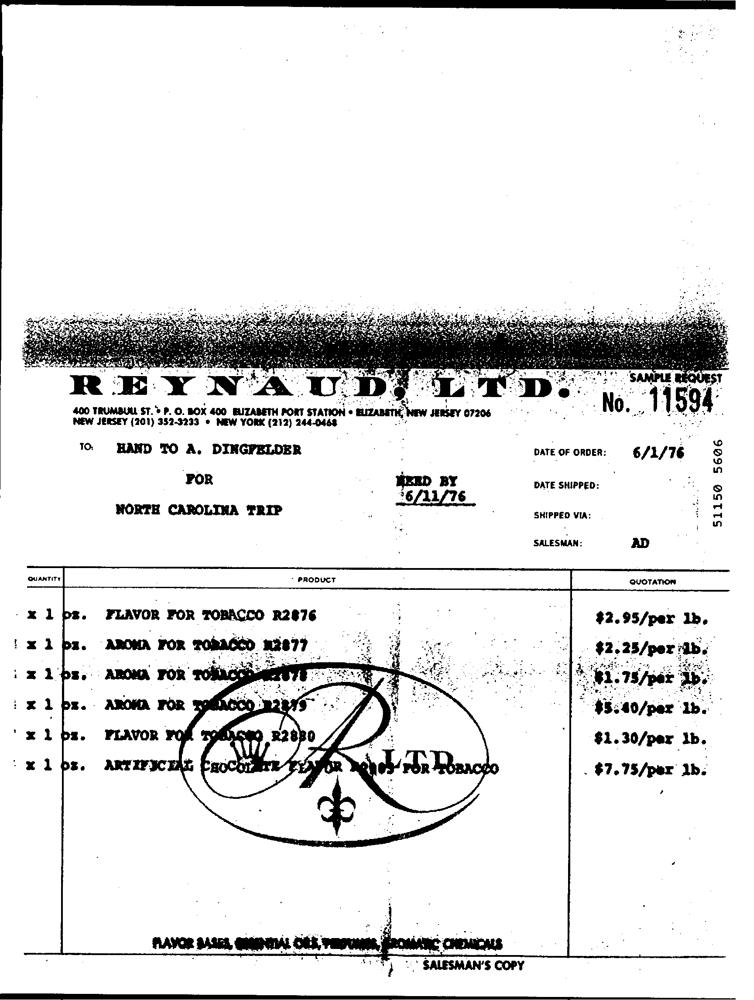 REYNAUD, LTD.
SAMPLE REQUEST
No. 11594
400 TRUMBULL ST. • P. O. BOX 400 ELIZABETH PORT STATION • ELIZABETH, NEW JERSEY 07206
NEW JERSEY (201) 352-3233 • NEW YORK (212) 244-0468
TO: HAND TO A. DINGFELDER
DATE OF ORDER: 6/1/76
FOR
NEED BY
DATE SHIPPED:
6/11/76
NORTH CAROLINA TRIP
SHIPPED VIA:
SALESMAN: AD
51150 5606
QUANTITY PRODUCT QUOTATION
x 1 oz. FLAVOR FOR TOBACCO R2876 $2.95/per lb.
x 1 oz. AROMA FOR TOBACCO R2877 $2.25/per lb.
x 1 oz. AROMA FOR TOBACCO R2878 $1.75/per lb.
x 1 oz. AROMA FOR TOBACCO R2879 $5.40/per lb.
x 1 oz. FLAVOR FOR TOBACCO R2880 $1.30/per lb.
x 1 oz. ARTIFICIAL CHOCOLATE FLAVOR FOR TOBACCO $7.75/per lb.
R LTD
FLAVOR BASES, ESSENTIAL OILS, PERFUMES, AROMATIC CHEMICALS
SALESMAN'S COPY